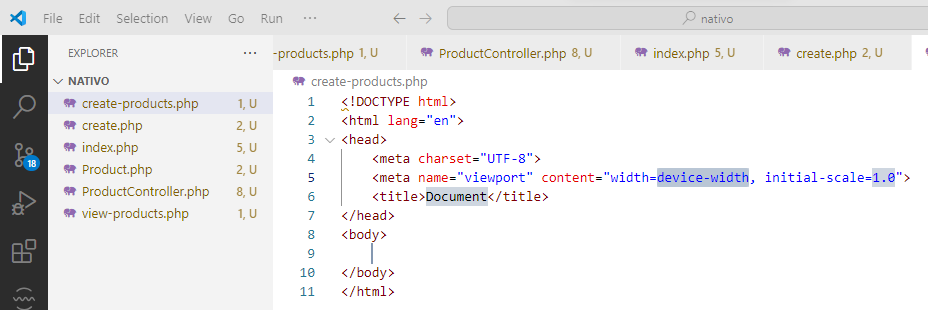 File Edit Selection View Go Run ··· nativo
EXPLORER ···
-products.php 1, U ProductController.php 8, U index.php 5, U create.php 2, U
NATIVO
create-products.php 1, U
create.php 2, U
index.php 5, U
Product.php 2, U
ProductController.php 8, U
view-products.php 1, U
18
create-products.php
1 <!DOCTYPE html>
2 <html lang="en">
3 <head>
4 <meta charset="UTF-8">
5 <meta name="viewport" content="width=device-width, initial-scale=1.0">
6 <title>Document</title>
7 </head>
8 <body>
9
10 </body>
11 </html>